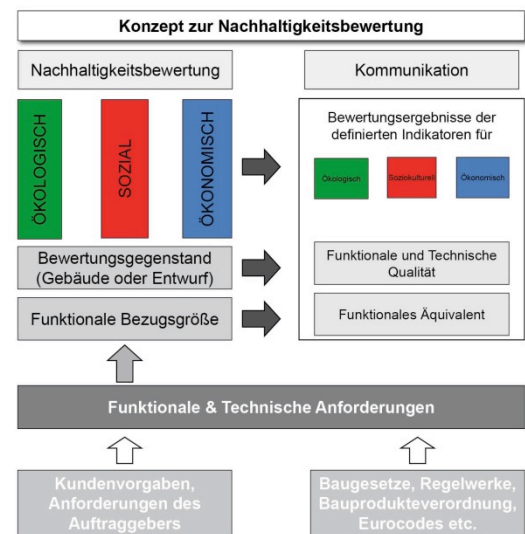 Konzept zur Nachhaltigkeitsbewertung
Nachhaltigkeitsbewertung
Kommunikation
ÖKOLOGISCH
SOZIAL
ÖKONOMISCH
Bewertungsergebnisse der
definierten Indikatoren für
Ökologisch
Soziokulturell
Ökonomisch
Bewertungsgegenstand
(Gebäude oder Entwurf)
Funktionale und Technische
Qualität
Funktionale Bezugsgröße
Funktionales Äquivalent
Funktionale & Technische Anforderungen
Kundenvorgaben,
Anforderungen des
Auftraggebers
Baugesetze, Regelwerke,
Bauprodukteverordnung,
Eurocodes etc.